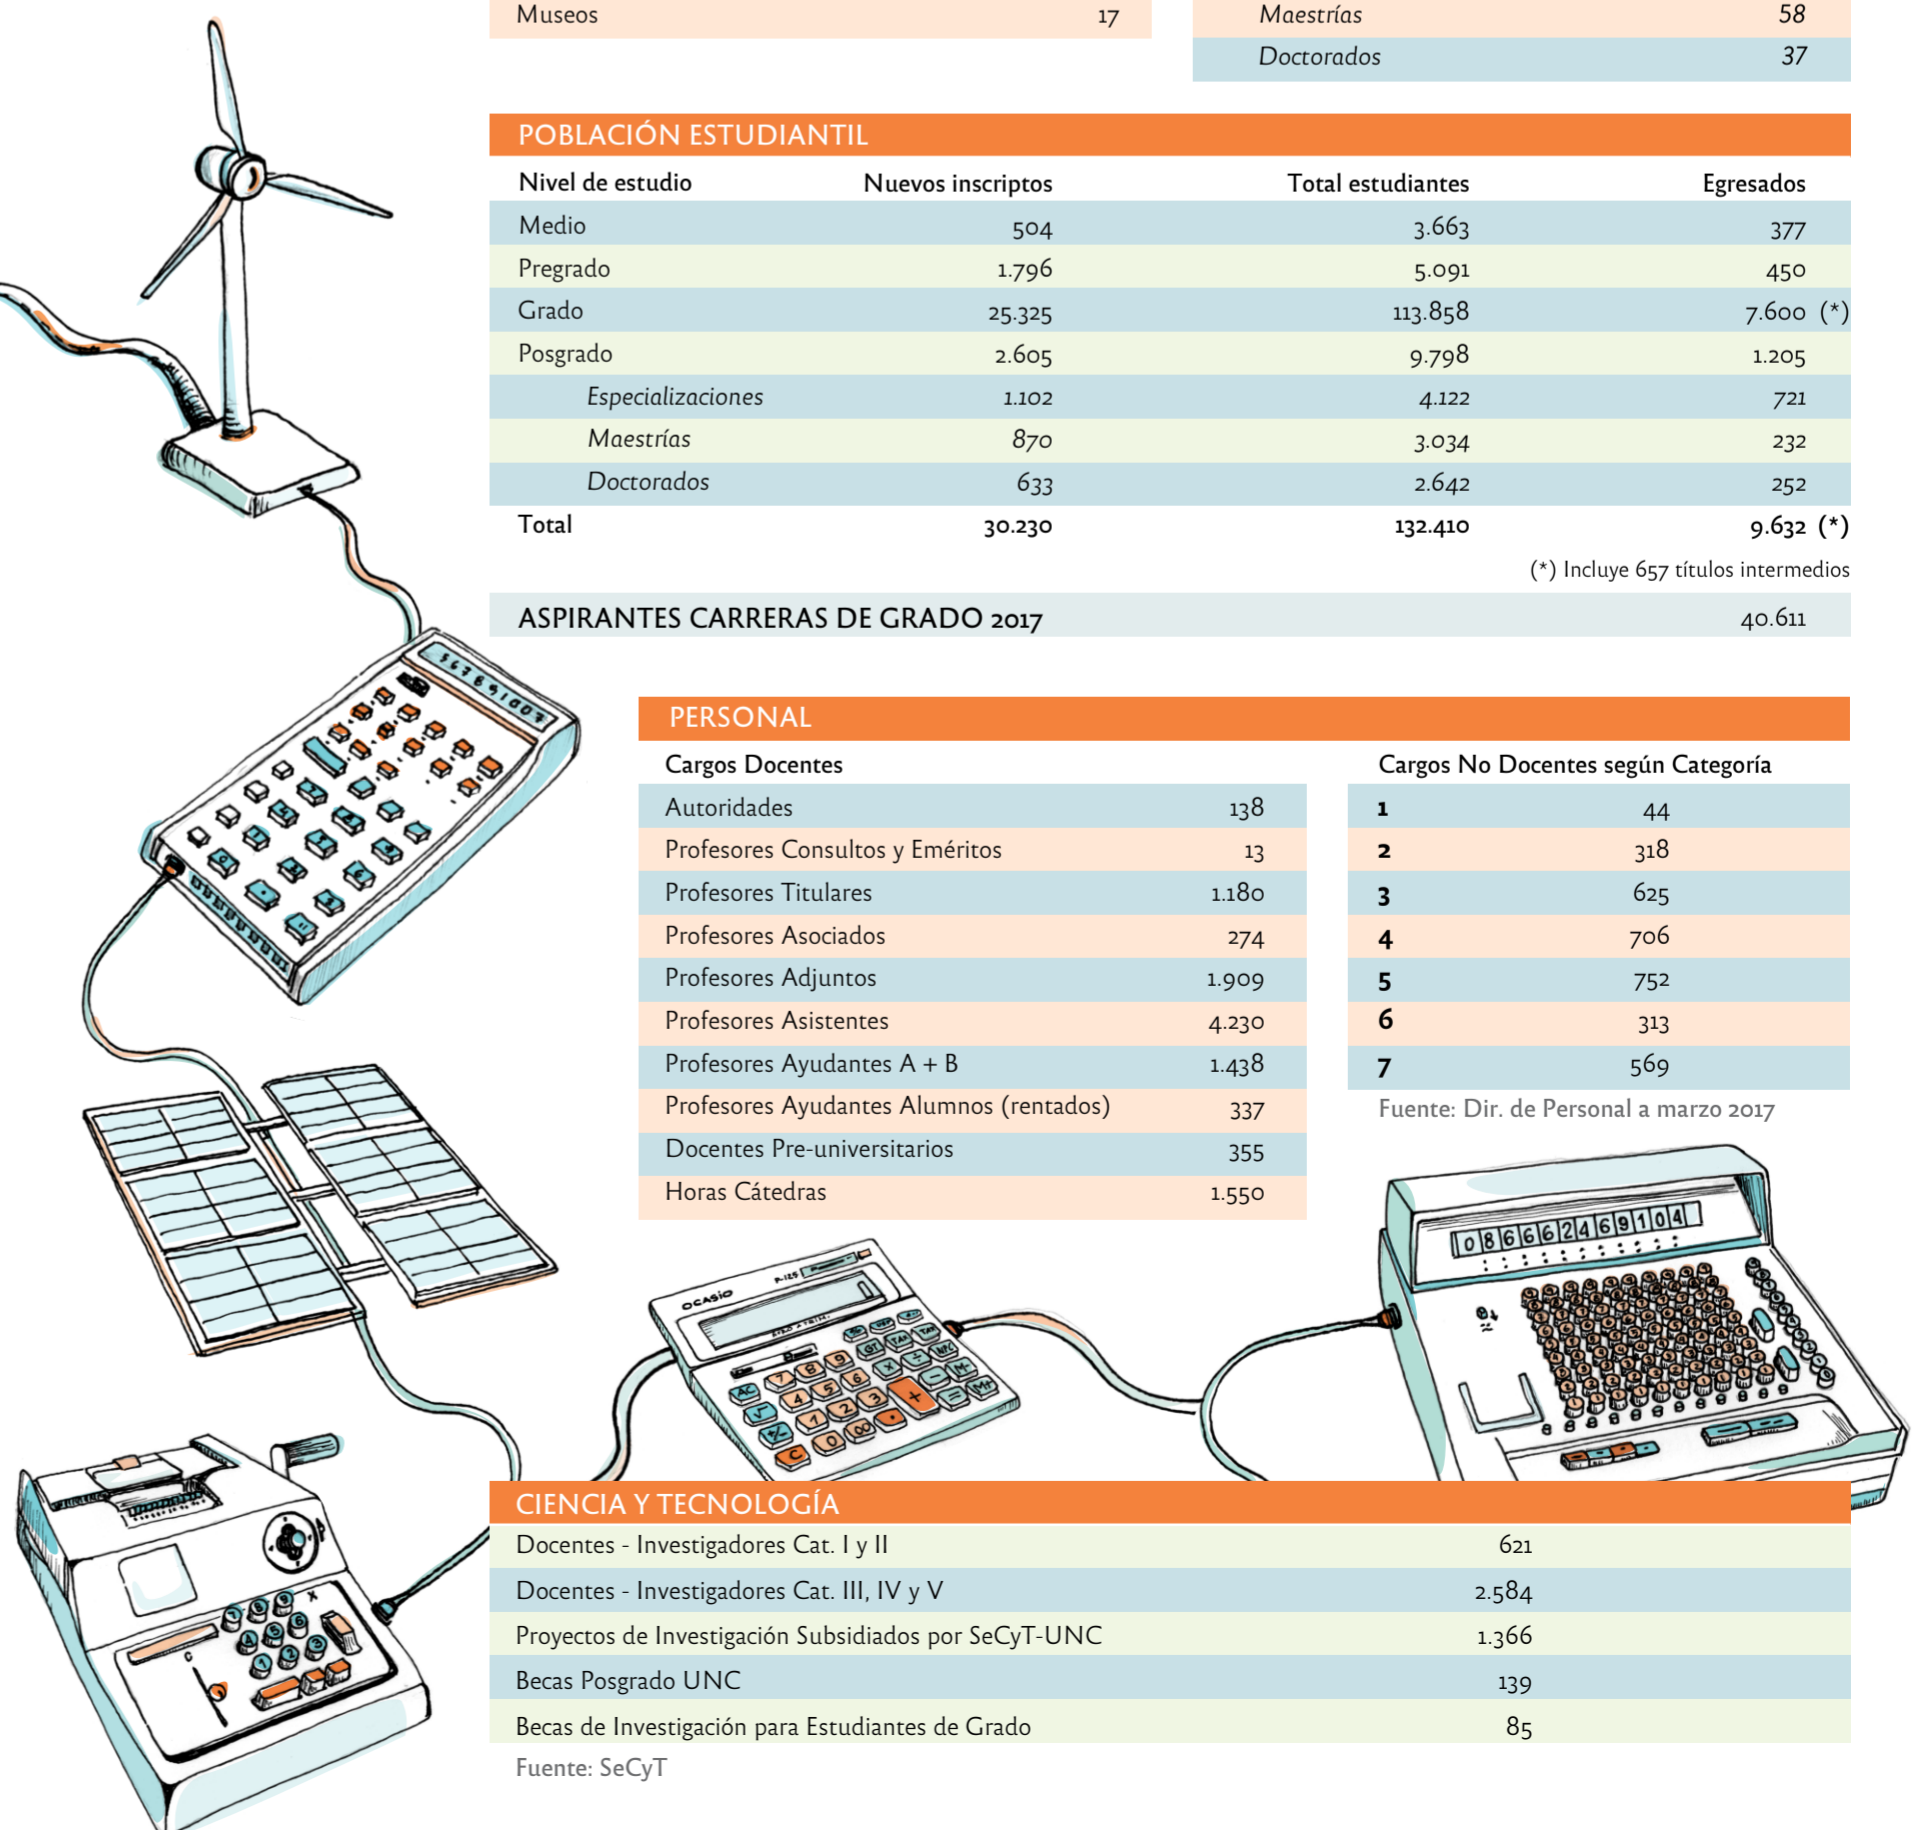 Museos 17
Maestrías 58
Doctorados 37
POBLACIÓN ESTUDIANTIL
Nivel de estudio Nuevos inscriptos Total estudiantes Egresados
Medio 504 3.663 377
Pregrado 1.796 5.091 450
Grado 25.325 113.858 7.600 (*)
Posgrado 2.605 9.798 1.205
Especializaciones 1.102 4.122 721
Maestrías 870 3.034 232
Doctorados 633 2.642 252
Total 30.230 132.410 9.632 (*)
(*) Incluye 657 títulos intermedios
ASPIRANTES CARRERAS DE GRADO 2017 40.611
PERSONAL
Cargos Docentes
Autoridades 138
Profesores Consultos y Eméritos 13
Profesores Titulares 1.180
Profesores Asociados 274
Profesores Adjuntos 1.909
Profesores Asistentes 4.230
Profesores Ayudantes A + B 1.438
Profesores Ayudantes Alumnos (rentados) 337
Docentes Pre-universitarios 355
Horas Cátedras 1.550
Cargos No Docentes según Categoría
1 44
2 318
3 625
4 706
5 752
6 313
7 569
Fuente: Dir. de Personal a marzo 2017
086662469104
OCASIO P-125
CIENCIA Y TECNOLOGÍA
Docentes - Investigadores Cat. I y II 621
Docentes - Investigadores Cat. III, IV y V 2.584
Proyectos de Investigación Subsidiados por SeCyT-UNC 1.366
Becas Posgrado UNC 139
Becas de Investigación para Estudiantes de Grado 85
Fuente: SeCyT